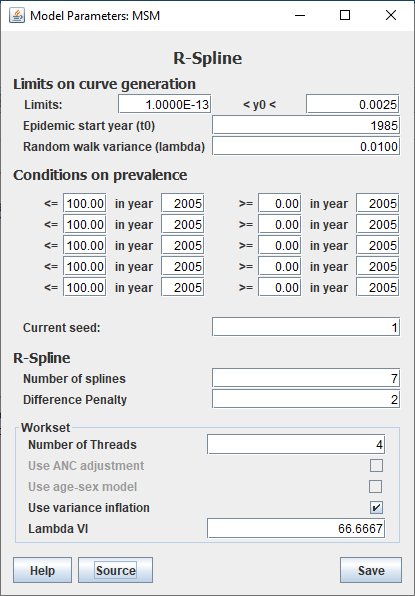 Model Parameters: MSM
R-Spline
Limits on curve generation
Limits: 1.0000E-13 < y0 < 0.0025
Epidemic start year (t0) 1985
Random walk variance (lambda) 0.0100
Conditions on prevalence
<= 100.00 in year 2005 >= 0.00 in year 2005
<= 100.00 in year 2005 >= 0.00 in year 2005
<= 100.00 in year 2005 >= 0.00 in year 2005
<= 100.00 in year 2005 >= 0.00 in year 2005
<= 100.00 in year 2005 >= 0.00 in year 2005
Current seed: 1
R-Spline
Number of splines 7
Difference Penalty 2
Workset
Number of Threads 4
Use ANC adjustment
Use age-sex model
Use variance inflation
Lambda VI 66.6667
Help Source Save